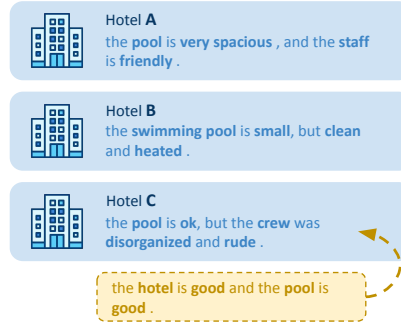 Hotel A
the pool is very spacious , and the staff
is friendly .
Hotel B
the swimming pool is small, but clean
and heated .
Hotel C
the pool is ok, but the crew was
disorganized and rude .
the hotel is good and the pool is
good .